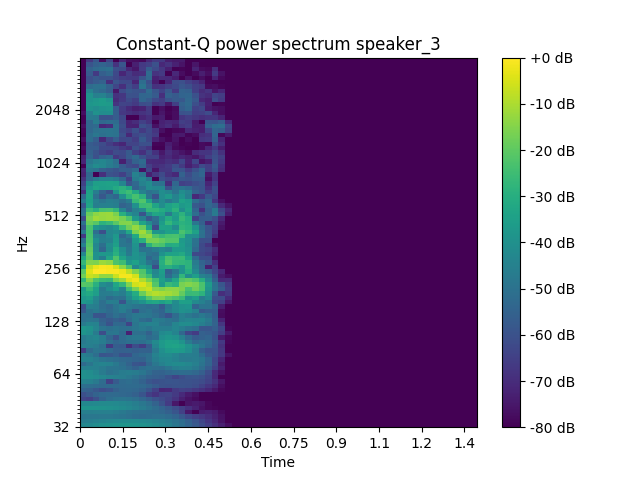 Constant-Q power spectrum speaker_3
Hz
2048
1024
512
256
128
64
32
0 0.15 0.3 0.45 0.6 0.75 0.9 1.1 1.2 1.4
Time
+0 dB
-10 dB
-20 dB
-30 dB
-40 dB
-50 dB
-60 dB
-70 dB
-80 dB